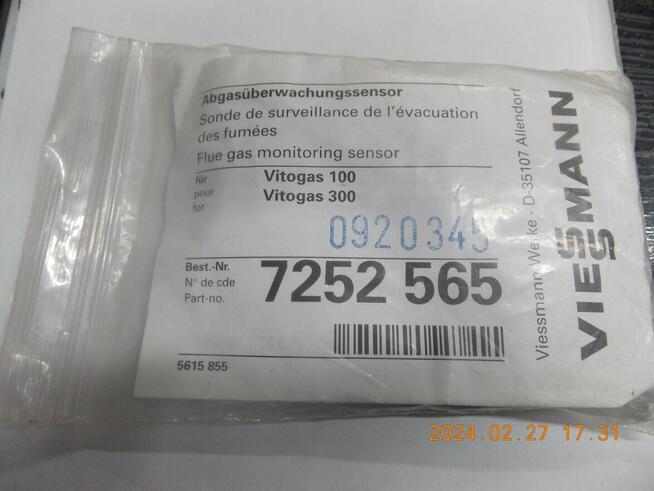 Abgasüberwachungssensor
Sonde de surveillance de l'évacuation
des fumées
Flue gas monitoring sensor
für
pour
for
Vitogas 100
Vitogas 300
0920345
Best.-Nr.
N° de cde
Part-no.
7252 565
5615 855
Viessmann Werke · D-35107 Allendorf
VIESSMANN
2024.02.27 17:31